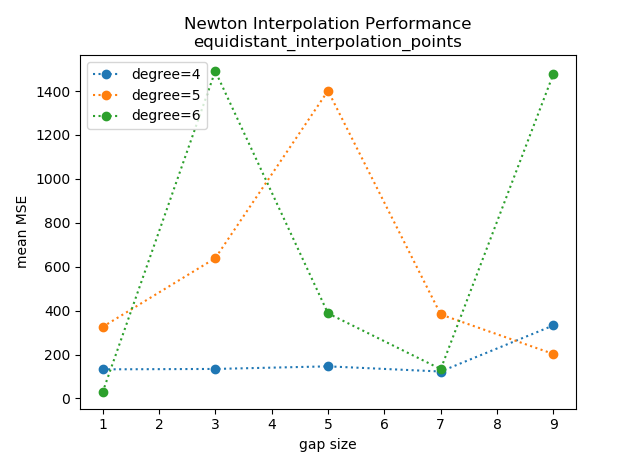 Newton Interpolation Performance
equidistant_interpolation_points
degree=4
degree=5
degree=6
mean MSE
1400
1200
1000
800
600
400
200
0
1 2 3 4 5 6 7 8 9
gap size